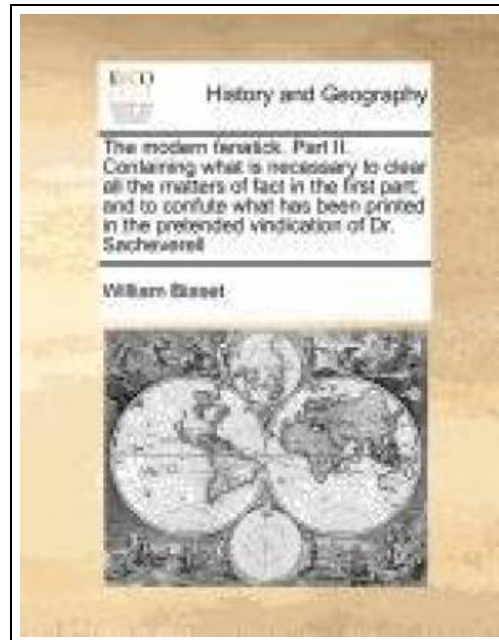 ECCO
History and Geography
The modern fanatick. Part II.
Containing what is necessary to clear
all the matters of fact in the first part;
and to confute what has been printed
in the pretended vindication of Dr.
Sacheverell
William Bisset